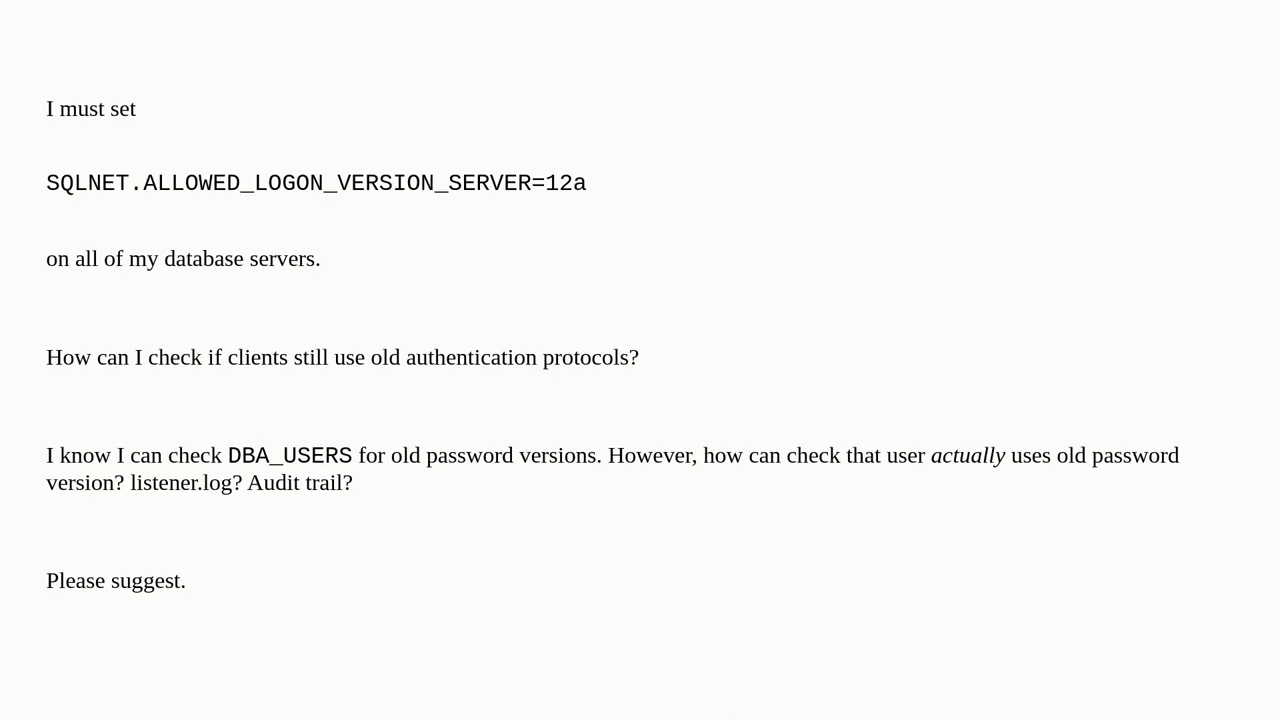 I must set
SQLNET.ALLOWED_LOGON_VERSION_SERVER=12a
on all of my database servers.
How can I check if clients still use old authentication protocols?
I know I can check DBA_USERS for old password versions. However, how can check that user actually uses old password
version? listener.log? Audit trail?
Please suggest.